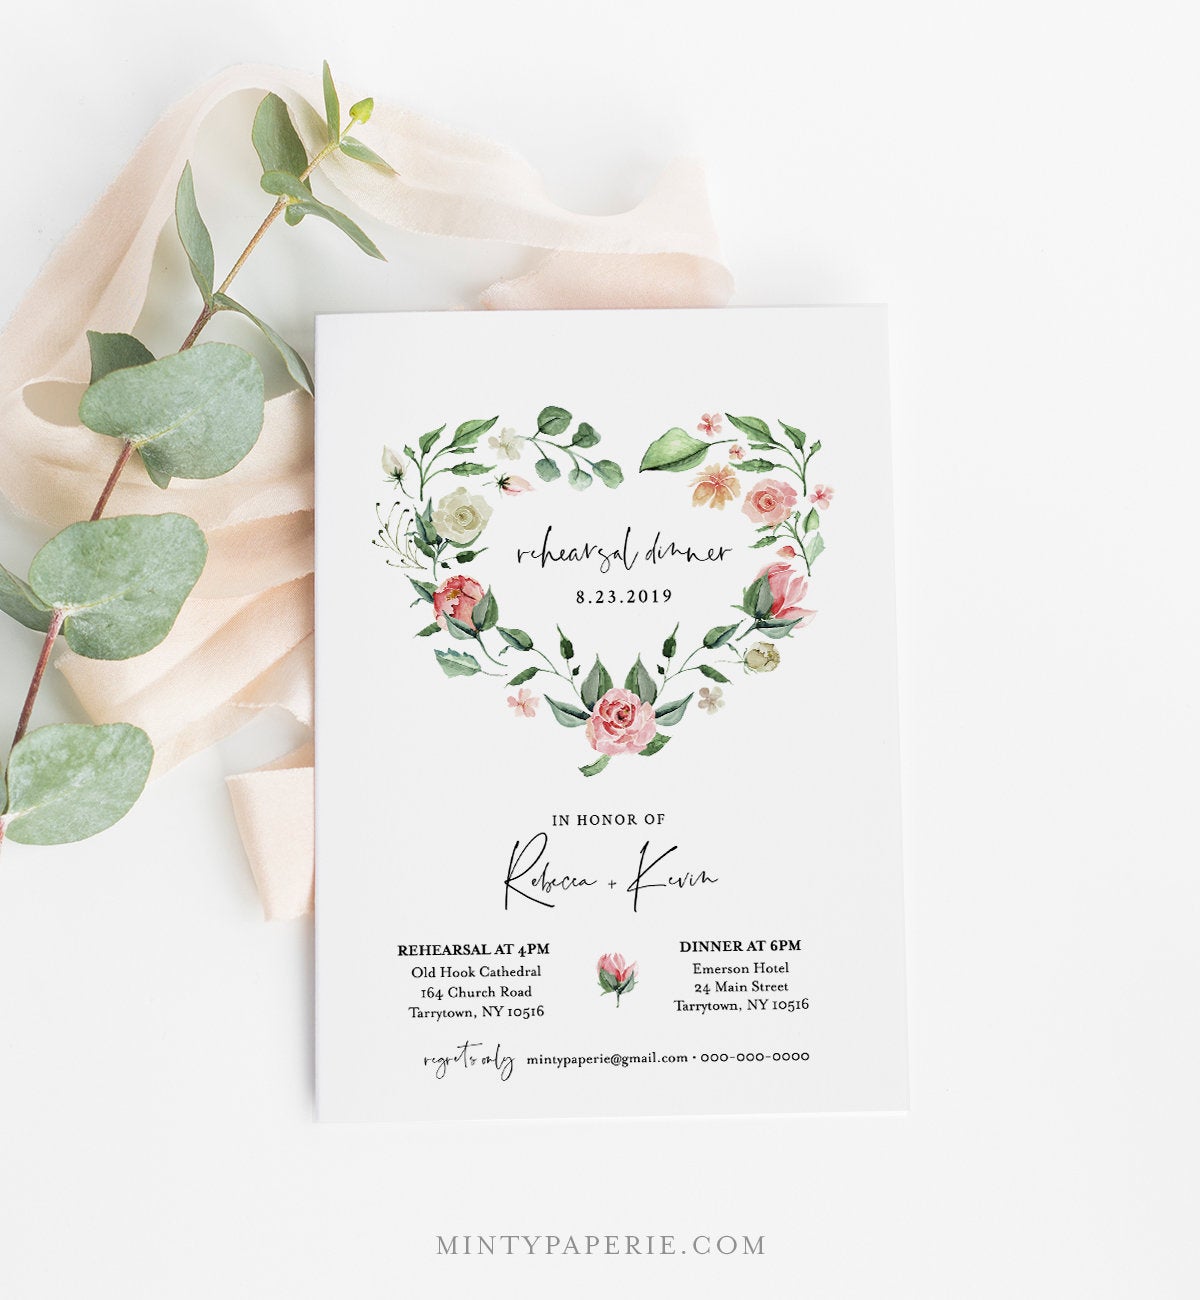 rehearsal dinner
8.23.2019
IN HONOR OF
Rebecca + Kevin
REHEARSAL AT 4PM
Old Hook Cathedral
164 Church Road
Tarrytown, NY 10516
DINNER AT 6PM
Emerson Hotel
24 Main Street
Tarrytown, NY 10516
regrets only mintypaperie@gmail.com • 000-000-0000
MINTYPAPERIE.COM